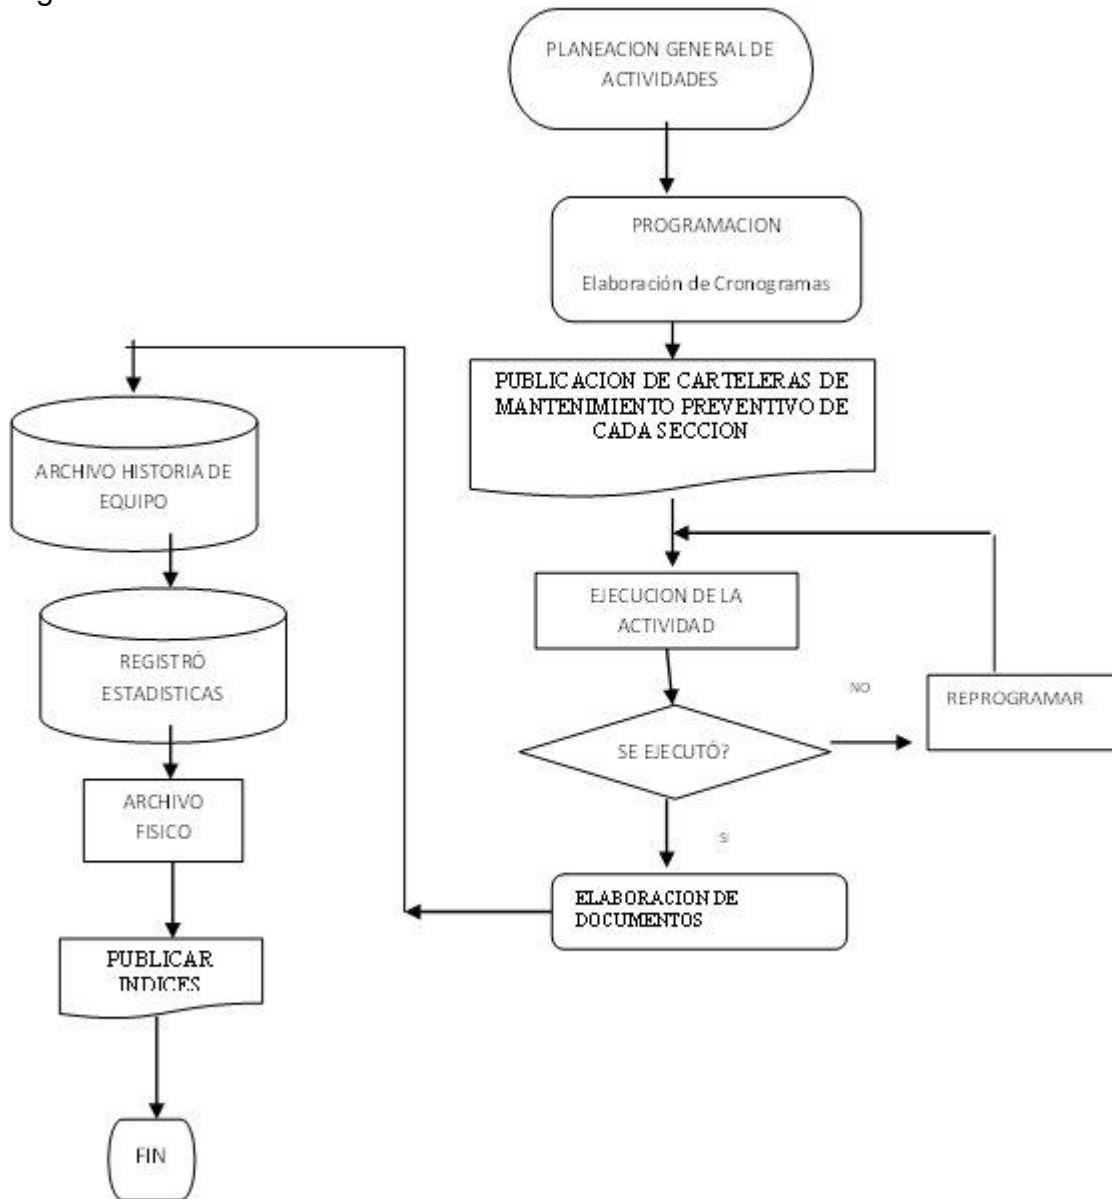 PLANEACION GENERAL DE
ACTIVIDADES
PROGRAMACION
Elaboración de Cronogramas
PUBLICACION DE CARTELERAS DE
MANTENIMIENTO PREVENTIVO DE
CADA SECCION
EJECUCION DE LA
ACTIVIDAD
SE EJECUTÓ?
NO
REPROGRAMAR
SI
ELABORACION DE
DOCUMENTOS
ARCHIVO HISTORIA DE
EQUIPO
REGISTRÓ
ESTADISTICAS
ARCHIVO
FISICO
PUBLICAR
INDICES
FIN